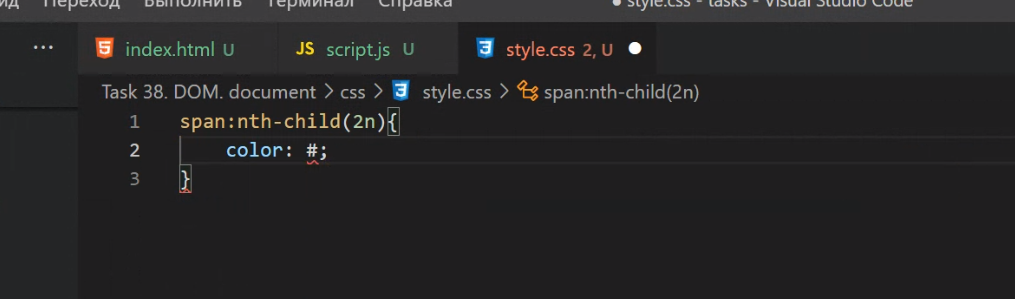 Переход Выполнить Терминал Справка ● style.css - tasks - Visual Studio Code
... index.html U JS script.js U style.css 2, U ●
Task 38. DOM. document > css > style.css > span:nth-child(2n)
1 span:nth-child(2n){
2 color: #;
3 }